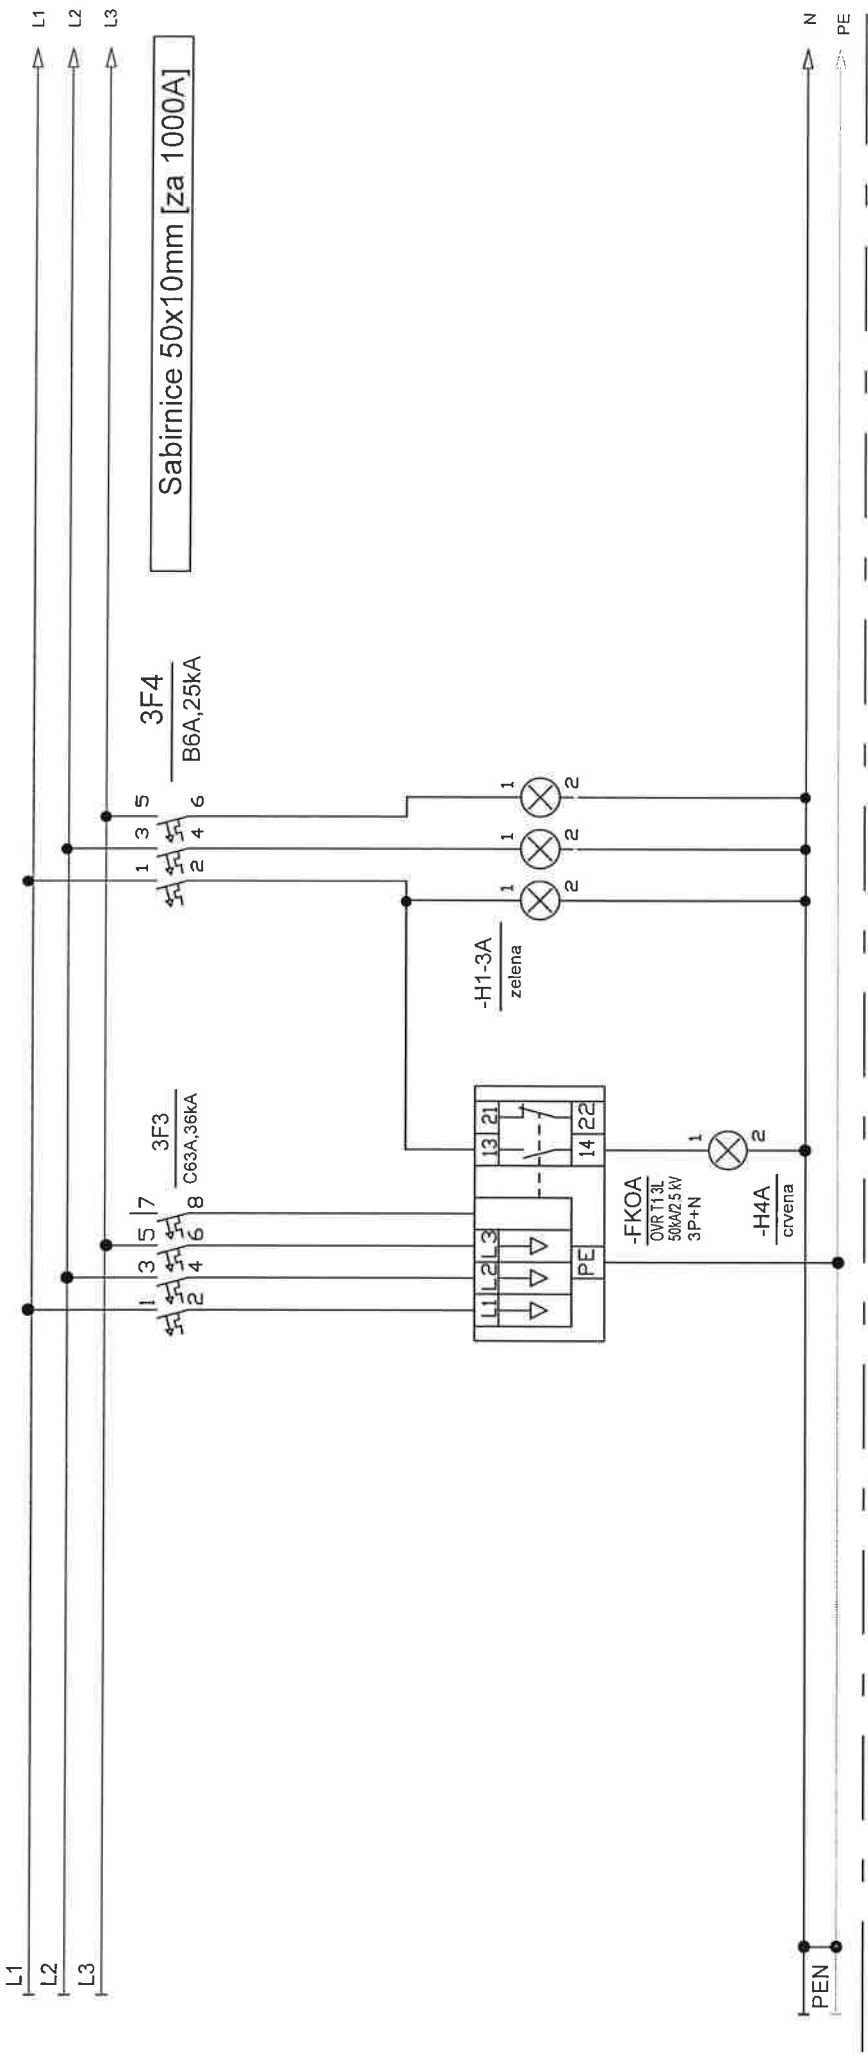 L1
L2
L3
L1
L2
L3
Sabirnice 50x10mm [za 1000A]
3F3
C63A,36kA
1
2
3
4
5
6
7
8
3F4
B6A,25kA
1
2
3
4
5
6
L1
L2
L3
PE
13
21
14
22
-FKOA
OVR T1 3L
50kA/2.5 kV
3P+N
-H1-3A
zelena
1
2
1
2
1
2
-H4A
crvena
1
2
PEN
N
PE